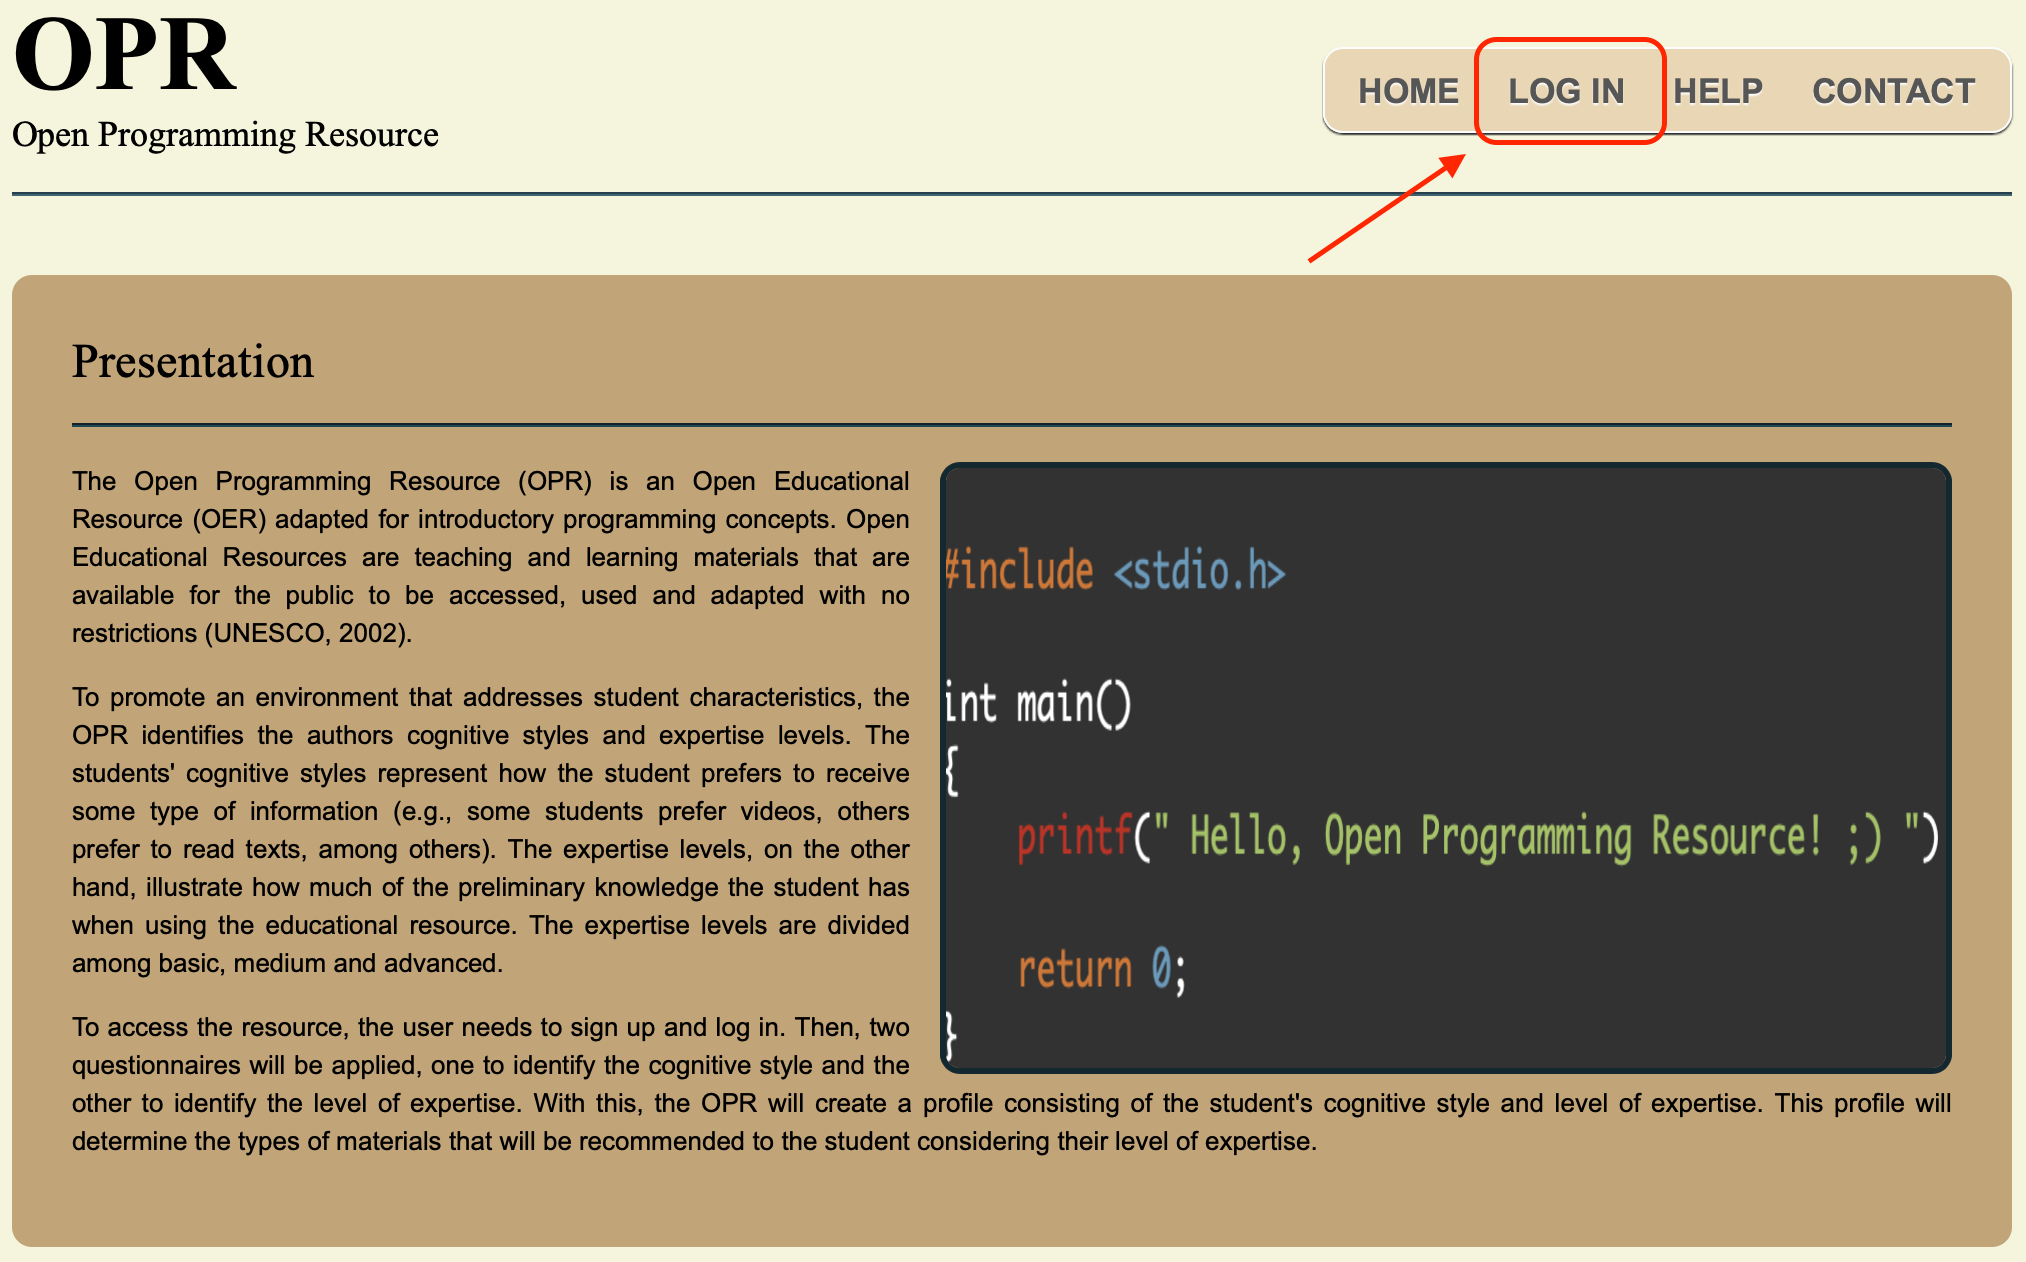 OPR
Open Programming Resource
HOME LOG IN HELP CONTACT
Presentation
The Open Programming Resource (OPR) is an Open Educational
Resource (OER) adapted for introductory programming concepts. Open
Educational Resources are teaching and learning materials that are
available for the public to be accessed, used and adapted with no
restrictions (UNESCO, 2002).
To promote an environment that addresses student characteristics, the
OPR identifies the authors cognitive styles and expertise levels. The
students' cognitive styles represent how the student prefers to receive
some type of information (e.g., some students prefer videos, others
prefer to read texts, among others). The expertise levels, on the other
hand, illustrate how much of the preliminary knowledge the student has
when using the educational resource. The expertise levels are divided
among basic, medium and advanced.
To access the resource, the user needs to sign up and log in. Then, two
questionnaires will be applied, one to identify the cognitive style and the
other to identify the level of expertise. With this, the OPR will create a profile consisting of the student's cognitive style and level of expertise. This profile will
determine the types of materials that will be recommended to the student considering their level of expertise.
#include <stdio.h>
int main()
{
printf(" Hello, Open Programming Resource! ;) ")
return 0;
}